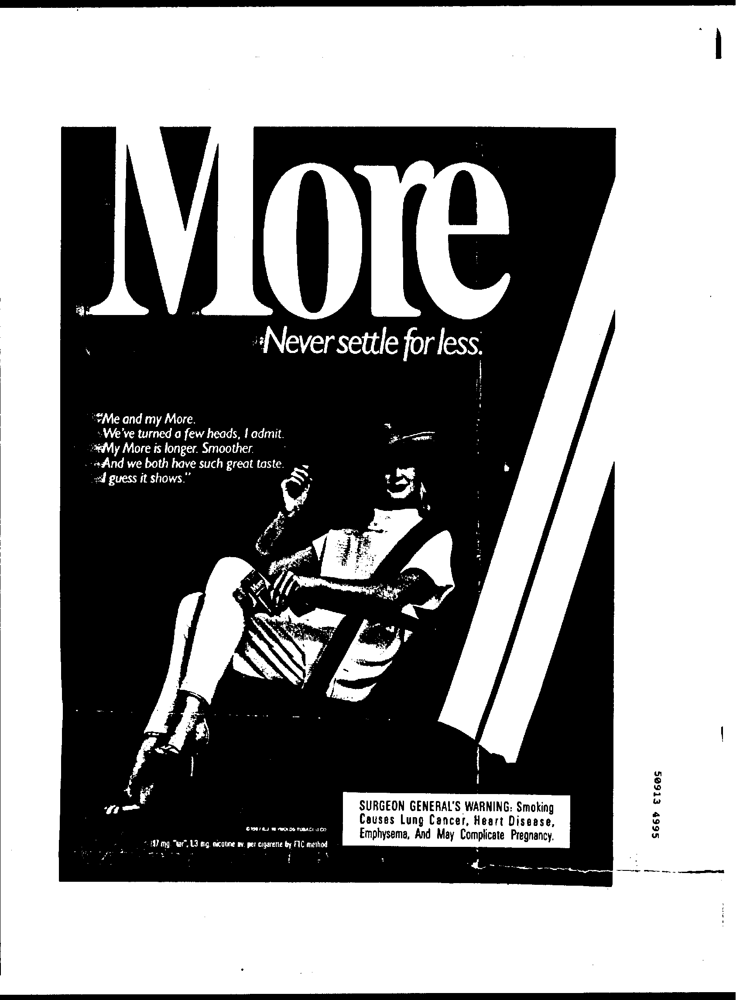 More
Never settle for less.
"Me and my More.
We've turned a few heads, I admit.
My More is longer. Smoother.
And we both have such great taste.
I guess it shows."
SURGEON GENERAL'S WARNING: Smoking
Causes Lung Cancer, Heart Disease,
Emphysema, And May Complicate Pregnancy.
TOBACCO CO
17 mg "tar", 1.3 mg nicotine av. per cigarette by FTC method
50913 4995